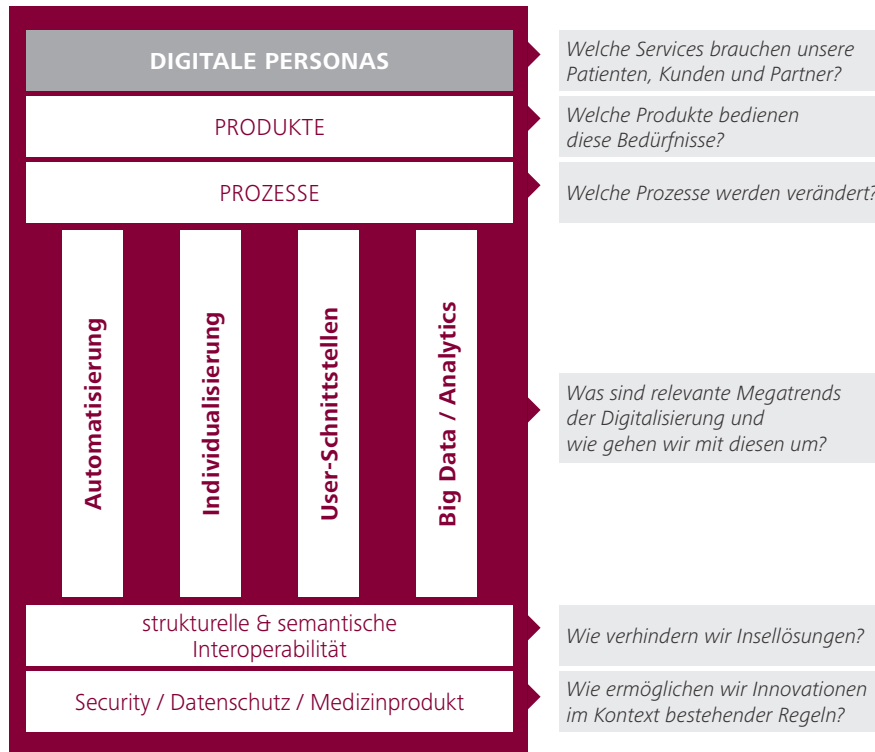 DIGITALE PERSONAS
Welche Services brauchen unsere
Patienten, Kunden und Partner?
PRODUKTE
Welche Produkte bedienen
diese Bedürfnisse?
PROZESSE
Welche Prozesse werden verändert?
Automatisierung
Individualisierung
User-Schnittstellen
Big Data / Analytics
Was sind relevante Megatrends
der Digitalisierung und
wie gehen wir mit diesen um?
strukturelle & semantische
Interoperabilität
Wie verhindern wir Insellösungen?
Security / Datenschutz / Medizinprodukt
Wie ermöglichen wir Innovationen
im Kontext bestehender Regeln?